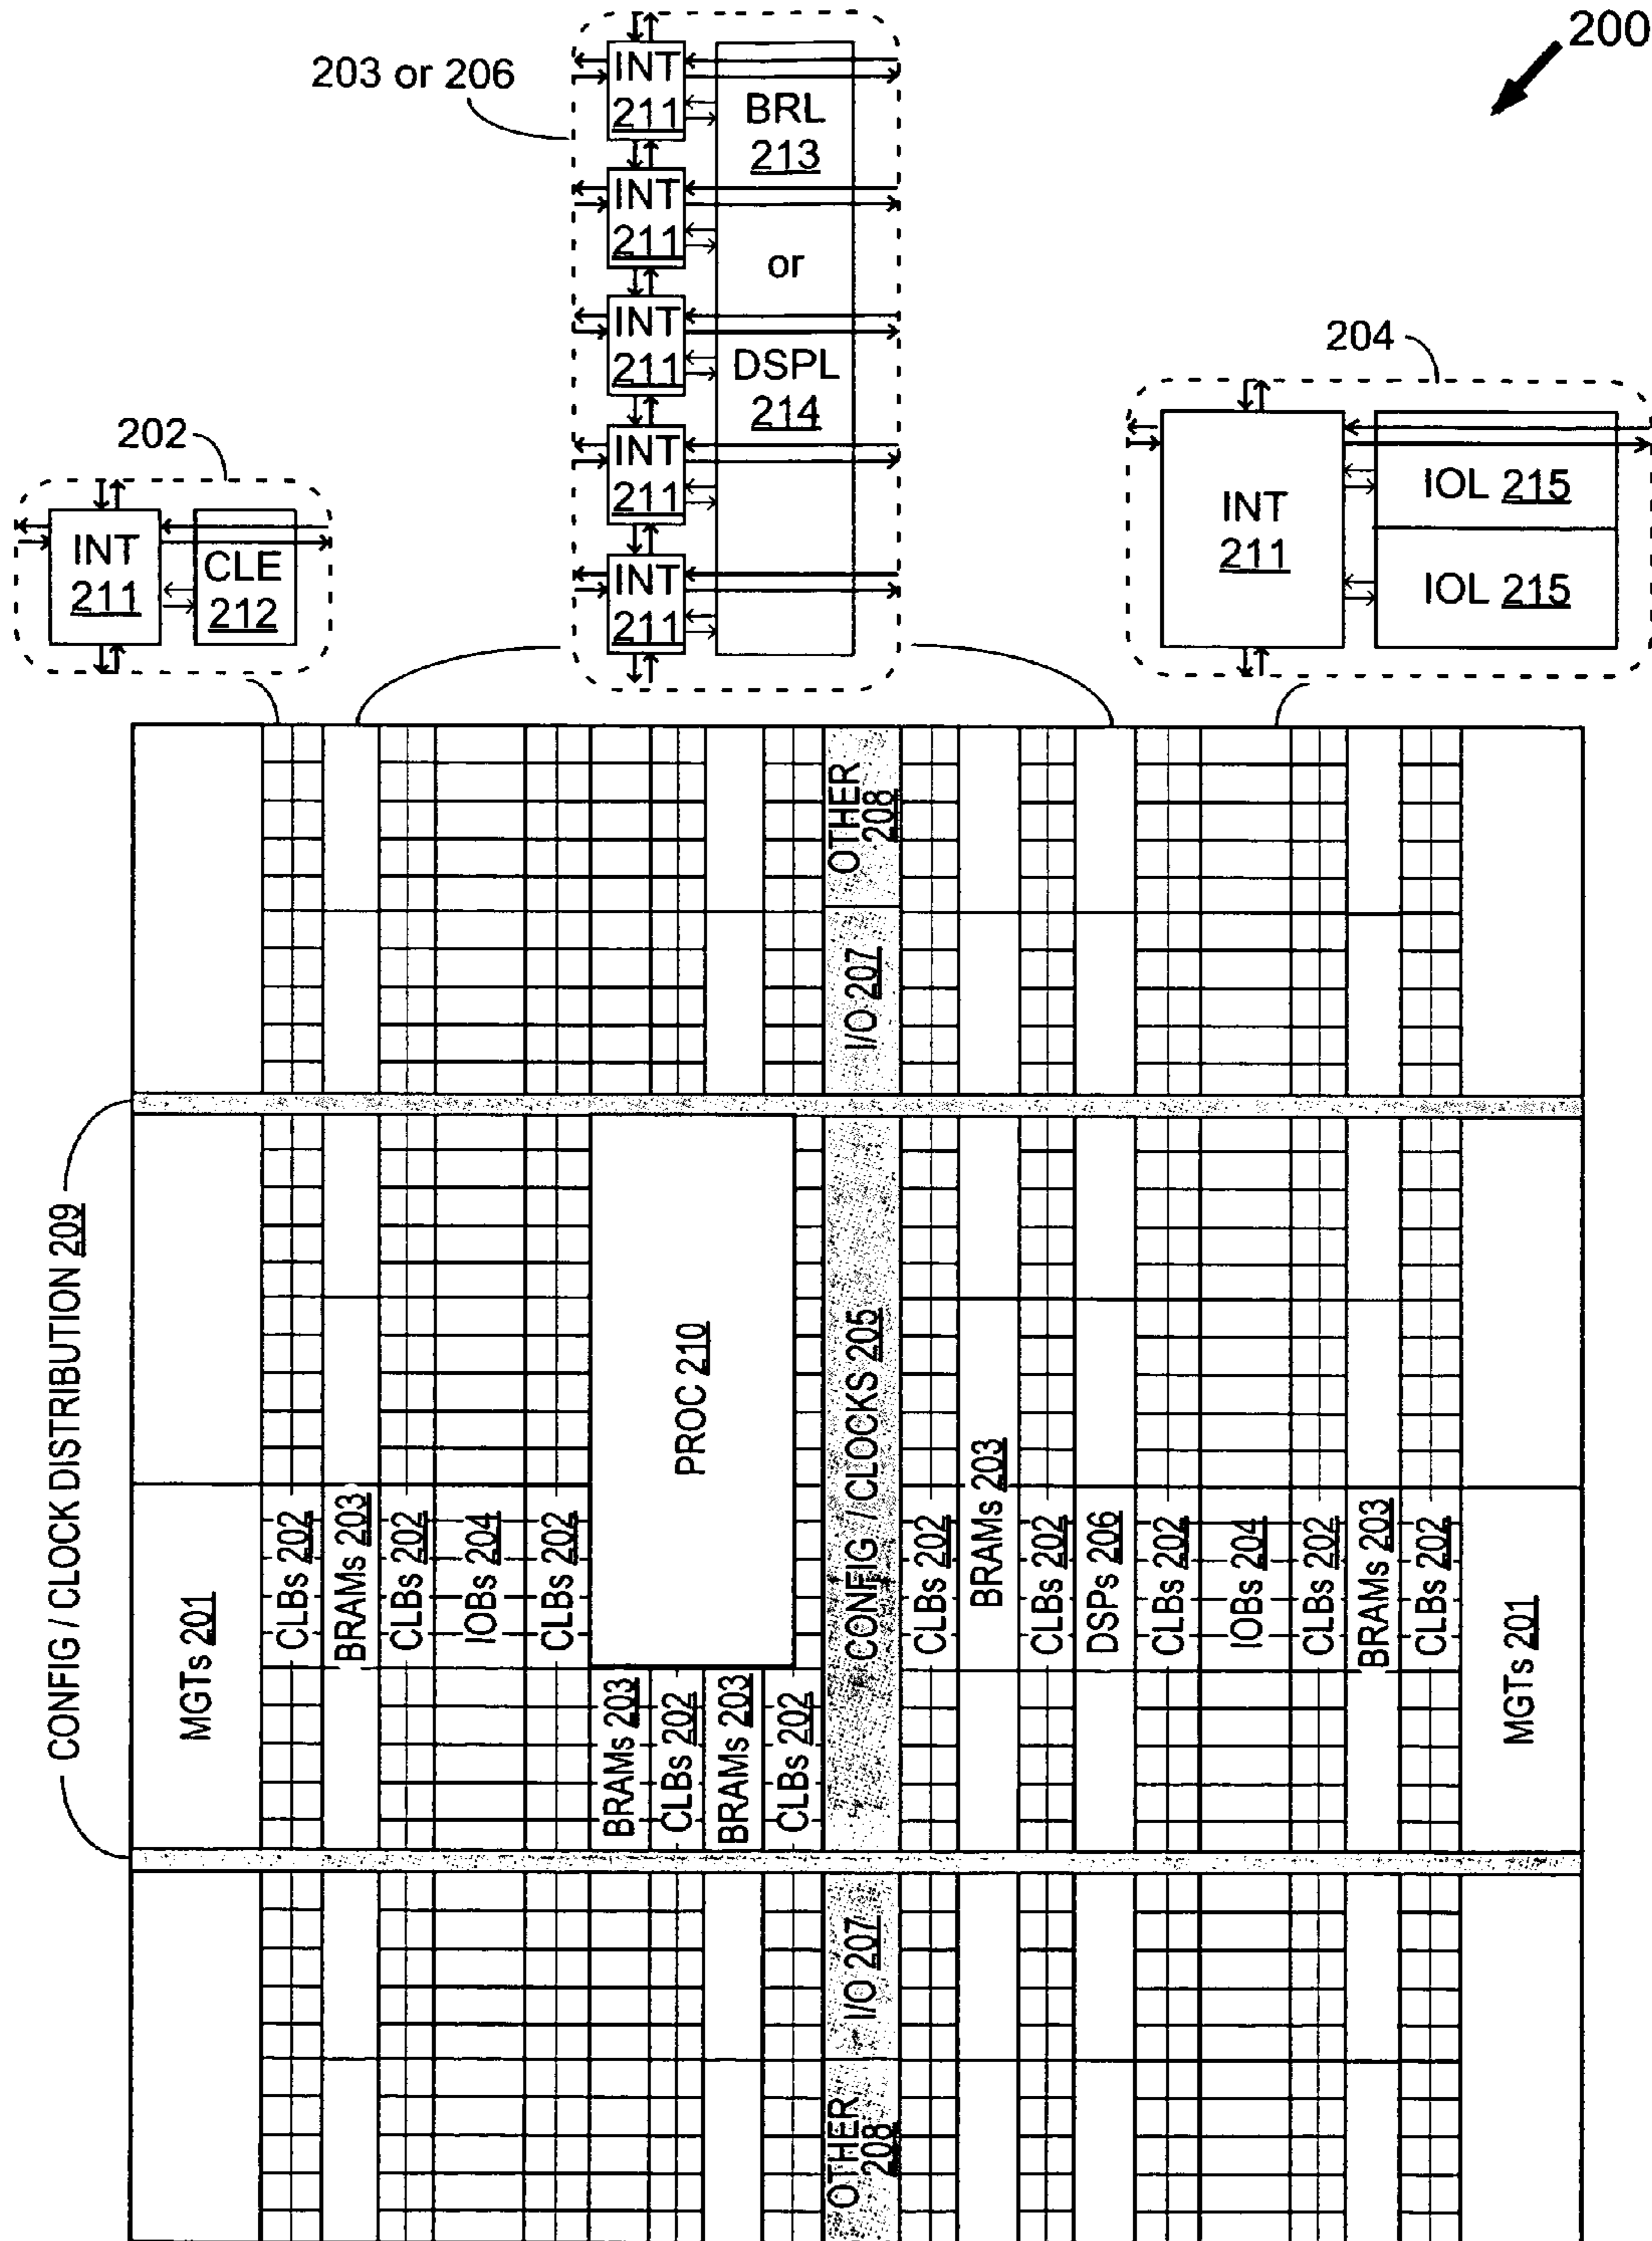 200
203 or 206
INT
211
BRL
213
INT
211
or
INT
211
DSPL
214
INT
211
INT
211
202
INT
211
CLE
212
204
INT
211
IOL 215
IOL 215
OTHER
208
I/O 207
CONFIG / CLOCK DISTRIBUTION 209
PROC 210
CONFIG / CLOCKS 205
MGTs 201
CLBs 202
BRAMs 203
CLBs 202
IOBs 204
CLBs 202
BRAMs 203
CLBs 202
BRAMs 203
CLBs 202
CLBs 202
BRAMs 203
CLBs 202
DSPs 206
CLBs 202
IOBs 204
CLBs 202
BRAMs 203
CLBs 202
MGTs 201
I/O 207
OTHER
208